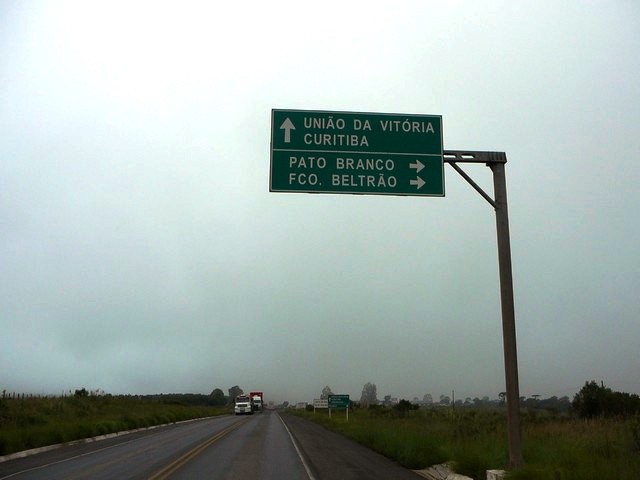 UNIÃO DA VITÓRIA
CURITIBA
PATO BRANCO
FCO. BELTRÃO